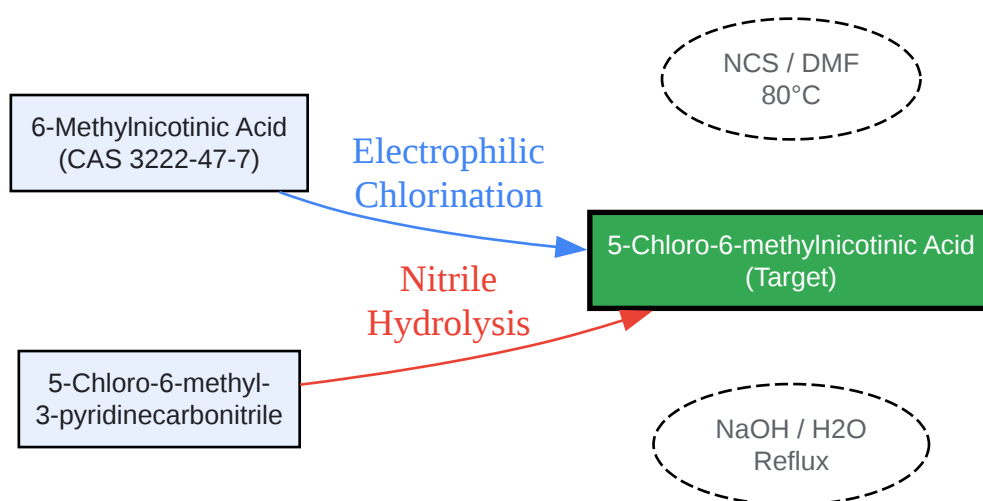 NCS / DMF
80°C
6-Methylnicotinic Acid
(CAS 3222-47-7)
Electrophilic
Chlorination
5-Chloro-6-methylnicotinic Acid
(Target)
Nitrile
Hydrolysis
5-Chloro-6-methyl-
3-pyridinecarbonitrile
NaOH / H2O
Reflux